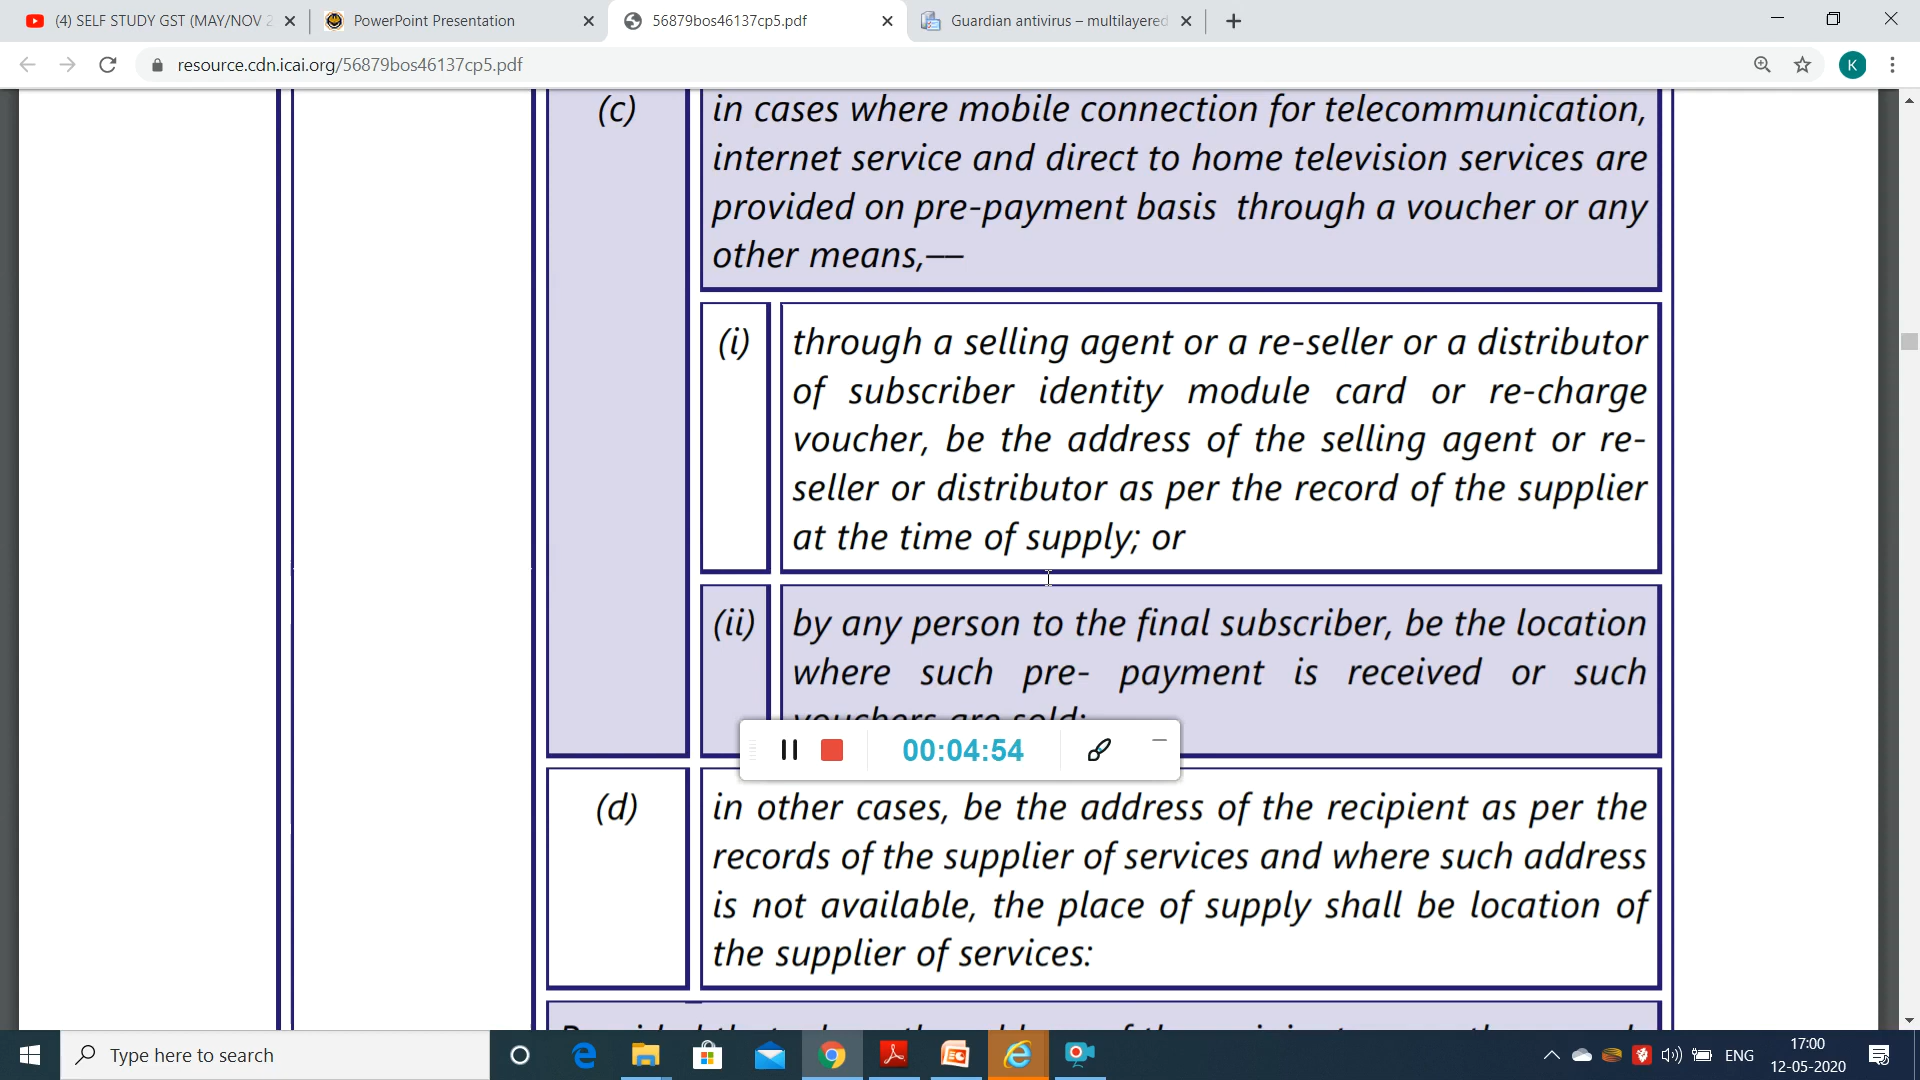 (4) SELF STUDY GST (MAY/NOV 2
PowerPoint Presentation
56879bos46137cp5.pdf
Guardian antivirus – multilayered
resource.cdn.icai.org/56879bos46137cp5.pdf
K
(c)
in cases where mobile connection for telecommunication,
internet service and direct to home television services are
provided on pre-payment basis through a voucher or any
other means,––
(i)
through a selling agent or a re-seller or a distributor
of subscriber identity module card or re-charge
voucher, be the address of the selling agent or re-
seller or distributor as per the record of the supplier
at the time of supply; or
(ii)
by any person to the final subscriber, be the location
where such pre- payment is received or such
vouchers are sold;
00:04:54
(d)
in other cases, be the address of the recipient as per the
records of the supplier of services and where such address
is not available, the place of supply shall be location of
the supplier of services:
Type here to search
ENG
17:00
12-05-2020